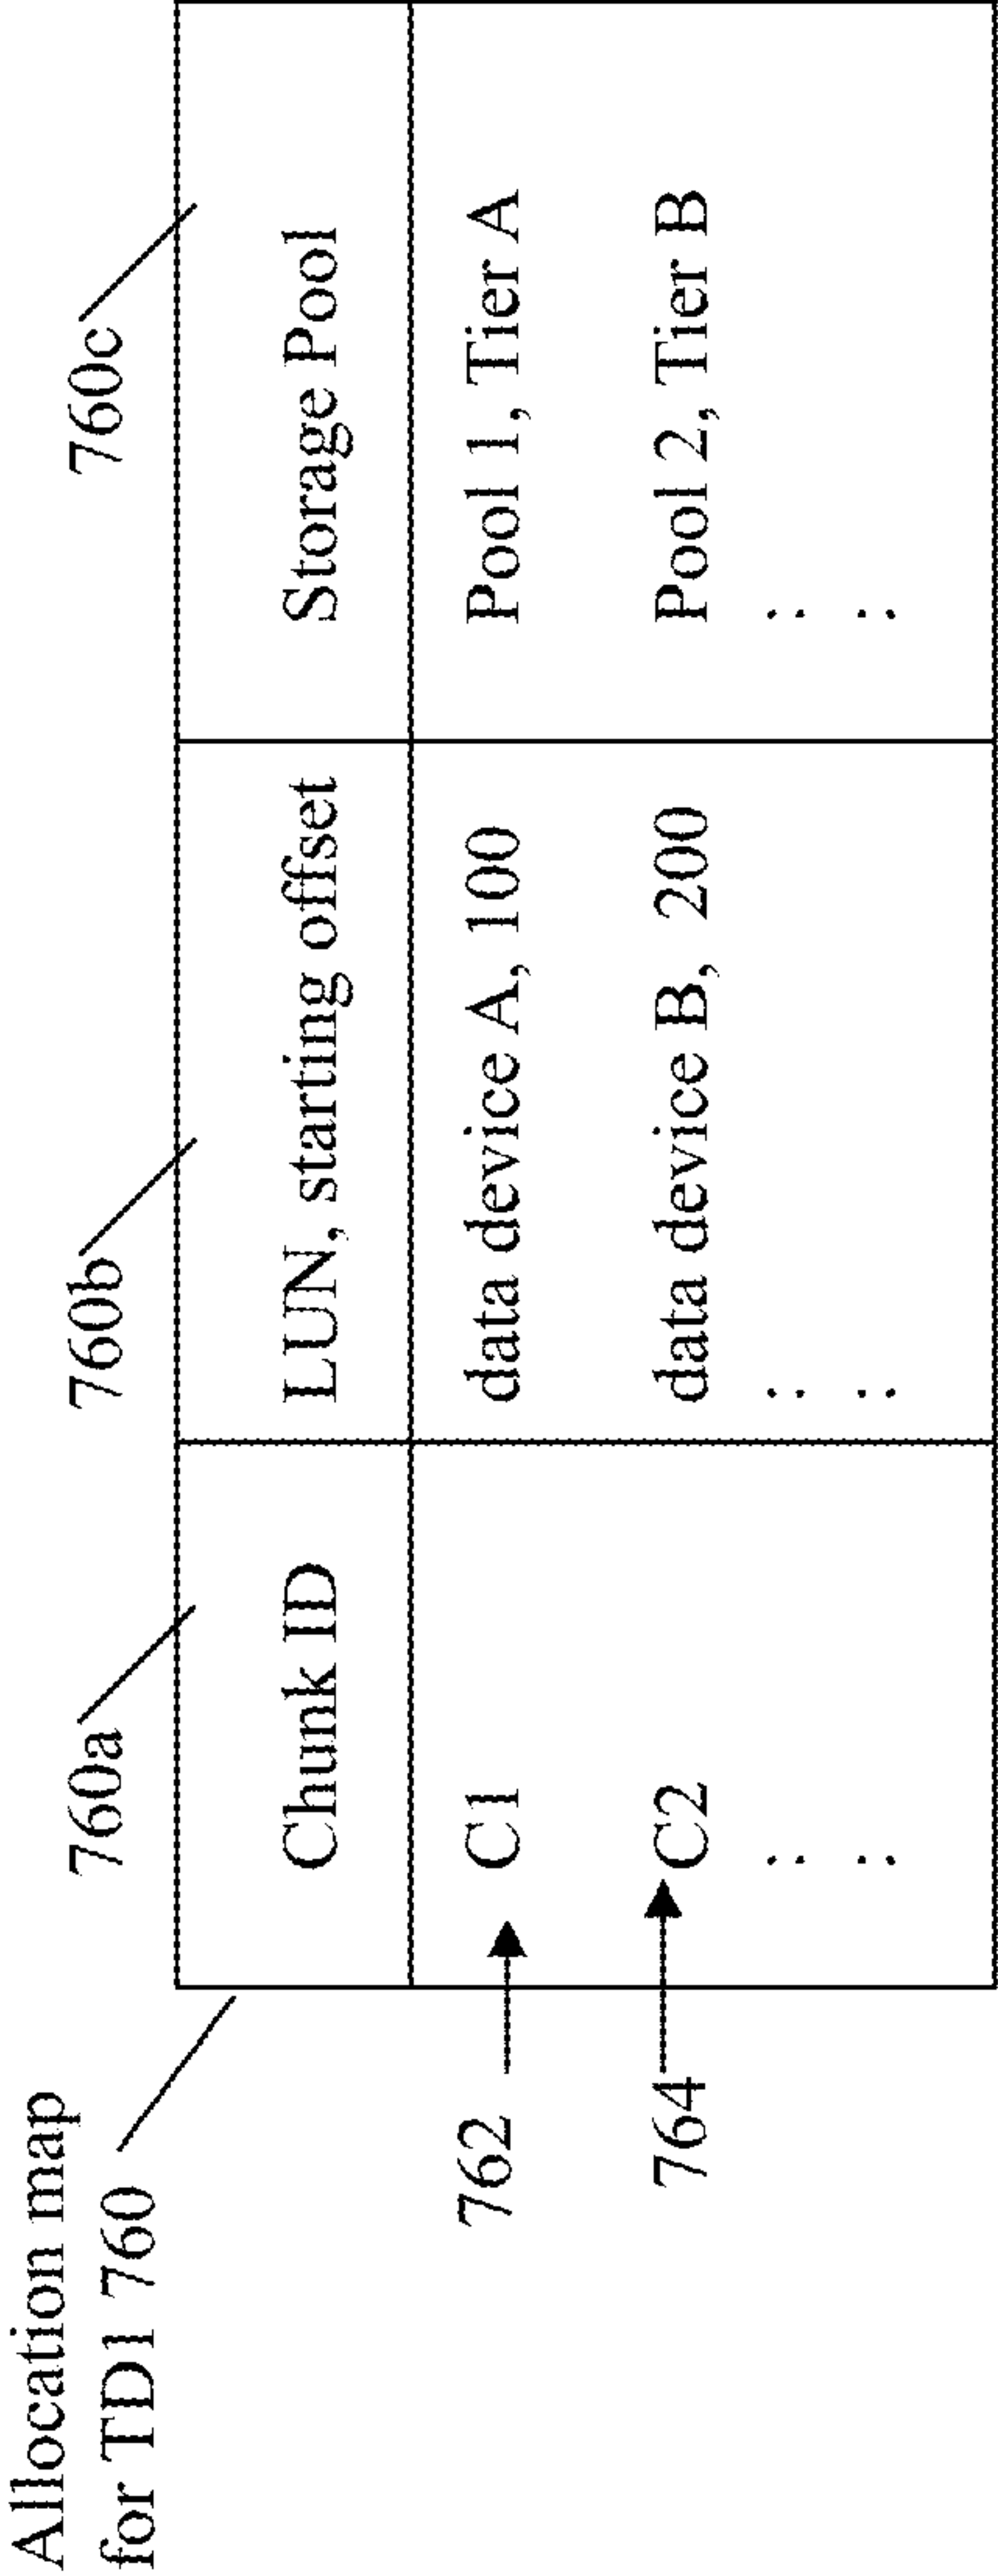 Allocation map
for TD1 760
760a
760b
760c
Chunk ID
LUN, starting offset
Storage Pool
762
C1
data device A, 100
Pool 1, Tier A
764
C2
data device B, 200
Pool 2, Tier B